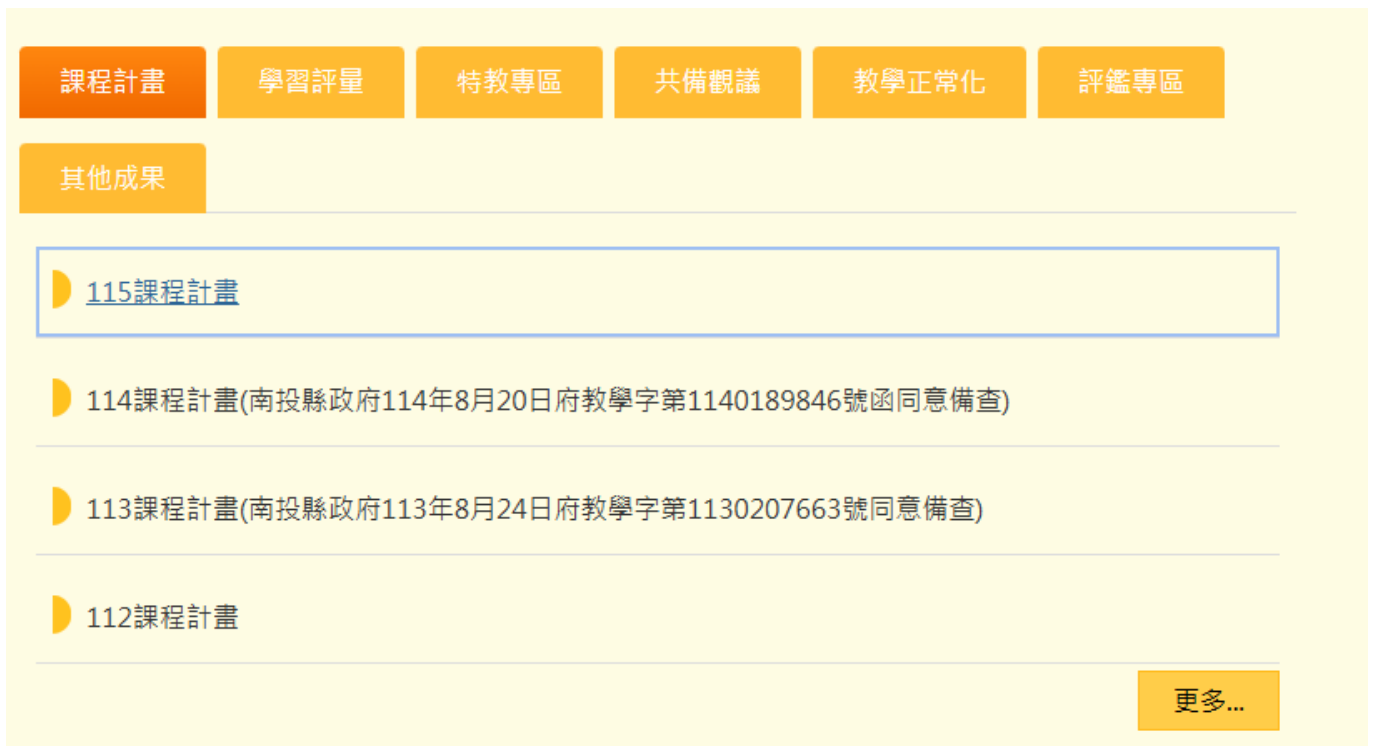 課程計畫 學習評量 特教專區 共備觀議 教學正常化 評鑑專區
其他成果
115課程計畫
114課程計畫(南投縣政府114年8月20日府教學字第1140189846號函同意備查)
113課程計畫(南投縣政府113年8月24日府教學字第1130207663號同意備查)
112課程計畫
更多...